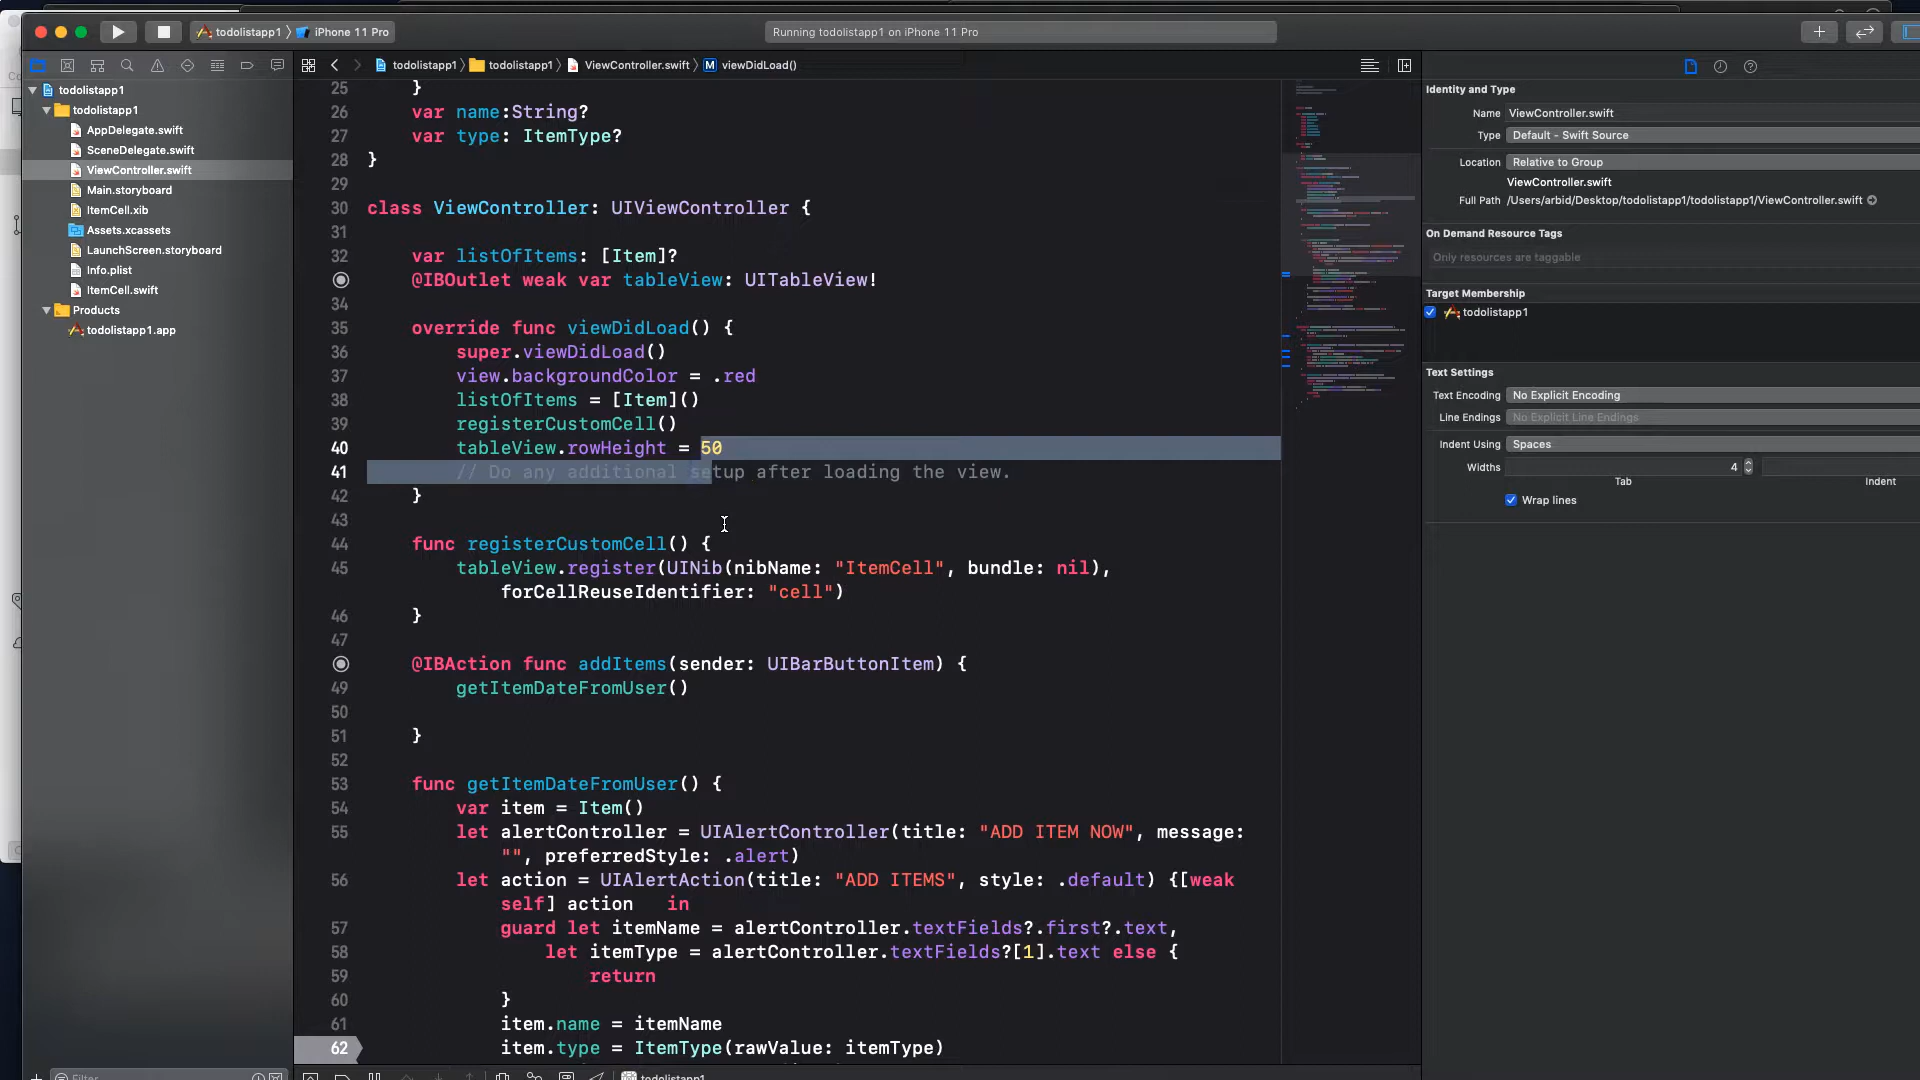 todolistapp1 〉 iPhone 11 Pro
Running todolistapp1 on iPhone 11 Pro
todolistapp1 〉 todolistapp1 〉 ViewController.swift 〉 M viewDidLoad()
todolistapp1
todolistapp1
AppDelegate.swift
SceneDelegate.swift
ViewController.swift
Main.storyboard
ItemCell.xib
Assets.xcassets
LaunchScreen.storyboard
Info.plist
ItemCell.swift
Products
todolistapp1.app
Filter
25 }
26 var name:String?
27 var type: ItemType?
28 }
29
30 class ViewController: UIViewController {
31
32 var listOfItems: [Item]?
@IBOutlet weak var tableView: UITableView!
34
35 override func viewDidLoad() {
36 super.viewDidLoad()
37 view.backgroundColor = .red
38 listOfItems = [Item]()
39 registerCustomCell()
40 tableView.rowHeight = 50
41 // Do any additional setup after loading the view.
42 }
43
44 func registerCustomCell() {
45 tableView.register(UINib(nibName: "ItemCell", bundle: nil),
forCellReuseIdentifier: "cell")
46 }
47
@IBAction func addItems(sender: UIBarButtonItem) {
49 getItemDateFromUser()
50
51 }
52
53 func getItemDateFromUser() {
54 var item = Item()
55 let alertController = UIAlertController(title: "ADD ITEM NOW", message:
"", preferredStyle: .alert)
56 let action = UIAlertAction(title: "ADD ITEMS", style: .default) {[weak
self] action in
57 guard let itemName = alertController.textFields?.first?.text,
58 let itemType = alertController.textFields?[1].text else {
59 return
60 }
61 item.name = itemName
62 item.type = ItemType(rawValue: itemType)
todolistapp1
Identity and Type
Name ViewController.swift
Type Default - Swift Source
Location Relative to Group
ViewController.swift
Full Path /Users/arbid/Desktop/todolistapp1/todolistapp1/ViewController.swift
On Demand Resource Tags
Only resources are taggable
Target Membership
todolistapp1
Text Settings
Text Encoding No Explicit Encoding
Line Endings No Explicit Line Endings
Indent Using Spaces
Widths 4
Tab Indent
Wrap lines